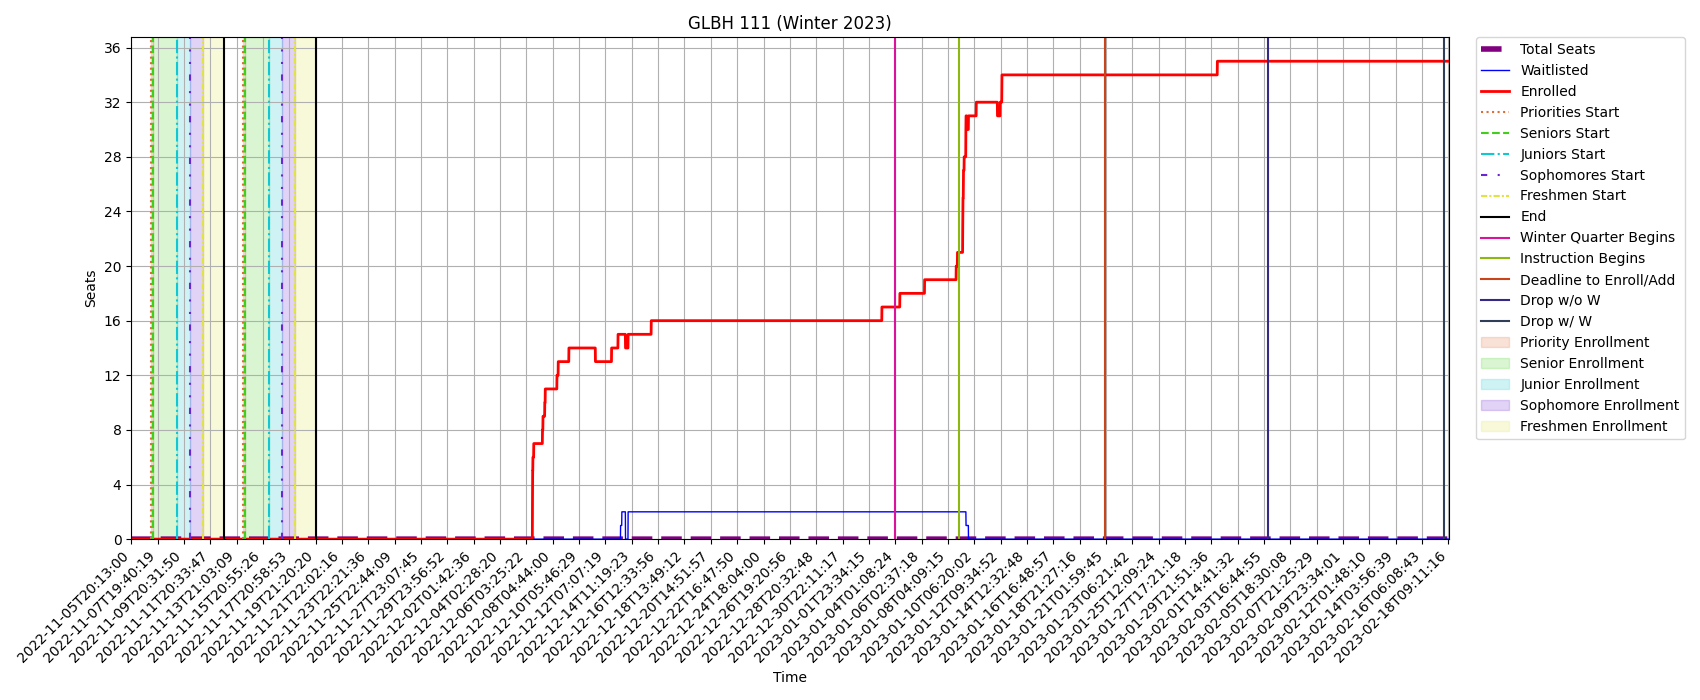 GLBH 111 (Winter 2023)
Seats
36
32
28
24
20
16
12
8
4
0
2022-11-05T20:13:00
2022-11-07T19:40:19
2022-11-09T20:31:50
2022-11-11T20:33:47
2022-11-13T21:03:09
2022-11-15T20:55:26
2022-11-17T20:58:53
2022-11-19T21:20:20
2022-11-21T22:02:16
2022-11-23T22:21:36
2022-11-25T22:44:09
2022-11-27T23:07:45
2022-11-29T23:56:52
2022-12-02T01:42:36
2022-12-04T02:28:20
2022-12-06T03:25:22
2022-12-08T04:44:00
2022-12-10T05:46:29
2022-12-12T07:07:19
2022-12-14T11:19:23
2022-12-16T12:33:56
2022-12-18T13:49:12
2022-12-20T14:51:57
2022-12-22T16:47:50
2022-12-24T18:04:00
2022-12-26T19:20:56
2022-12-28T20:32:48
2022-12-30T22:11:17
2023-01-01T23:34:15
2023-01-04T01:08:24
2023-01-06T02:37:18
2023-01-08T04:09:15
2023-01-10T06:20:02
2023-01-12T09:34:52
2023-01-14T12:32:48
2023-01-16T16:48:57
2023-01-18T21:27:16
2023-01-21T01:59:45
2023-01-23T06:21:42
2023-01-25T12:09:24
2023-01-27T17:21:18
2023-01-29T21:51:36
2023-02-01T14:41:32
2023-02-03T16:44:55
2023-02-05T18:30:08
2023-02-07T21:25:29
2023-02-09T23:34:01
2023-02-12T01:48:10
2023-02-14T03:56:39
2023-02-16T06:08:43
2023-02-18T09:11:16
Time
Total Seats
Waitlisted
Enrolled
Priorities Start
Seniors Start
Juniors Start
Sophomores Start
Freshmen Start
End
Winter Quarter Begins
Instruction Begins
Deadline to Enroll/Add
Drop w/o W
Drop w/ W
Priority Enrollment
Senior Enrollment
Junior Enrollment
Sophomore Enrollment
Freshmen Enrollment